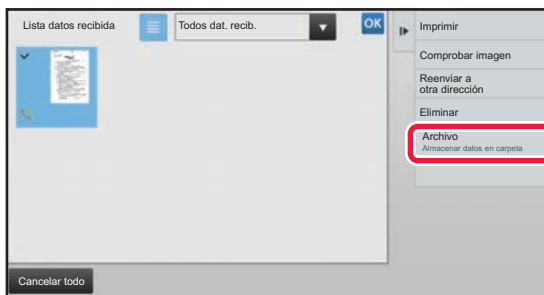 Lista datos recibida
Todos dat. recib.
OK
Imprimir
Comprobar imagen
Reenviar a
otra dirección
Eliminar
Archivo
Almacenar datos en carpeta
Cancelar todo